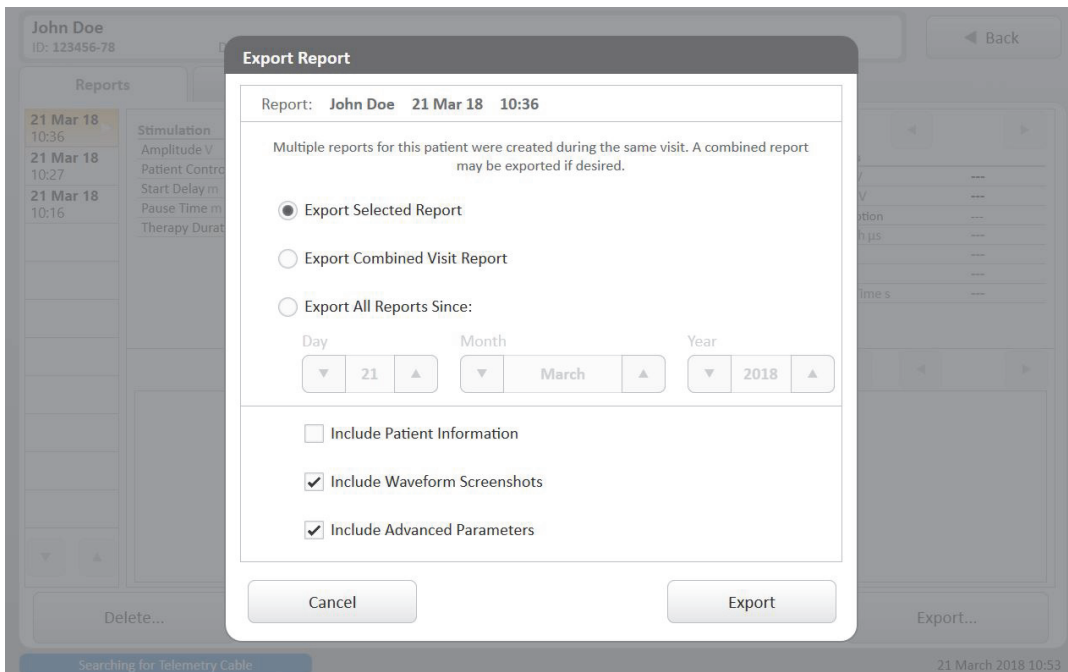 John Doe
ID: 123456-78
◀ Back
Reports
21 Mar 18
10:36
21 Mar 18
10:27
21 Mar 18
10:16
Stimulation
Amplitude V
Patient Contro
Start Delay m
Pause Time m
Therapy Durat
V
ption
h µs
Time s
---
---
---
---
---
---
---
Export Report
Report: John Doe 21 Mar 18 10:36
Multiple reports for this patient were created during the same visit. A combined report
may be exported if desired.
Export Selected Report
Export Combined Visit Report
Export All Reports Since:
Day Month Year
▼ 21 ▲ ▼ March ▲ ▼ 2018 ▲
Include Patient Information
Include Waveform Screenshots
Include Advanced Parameters
Cancel Export
Delete... Export...
Searching for Telemetry Cable 21 March 2018 10:53